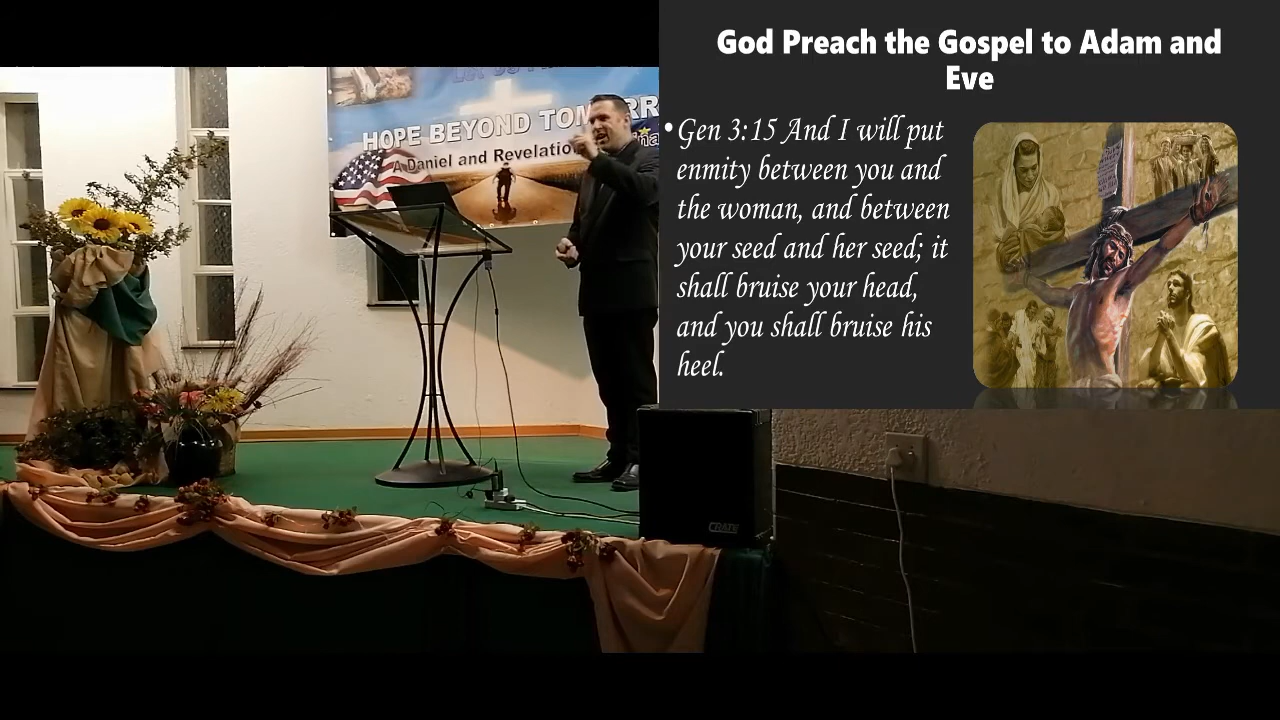 God Preach the Gospel to Adam and
Eve
•Gen 3:15 And I will put
enmity between you and
the woman, and between
your seed and her seed; it
shall bruise your head,
and you shall bruise his
heel.
HOPE BEYOND TOM
A Daniel and Revelation
CRATE